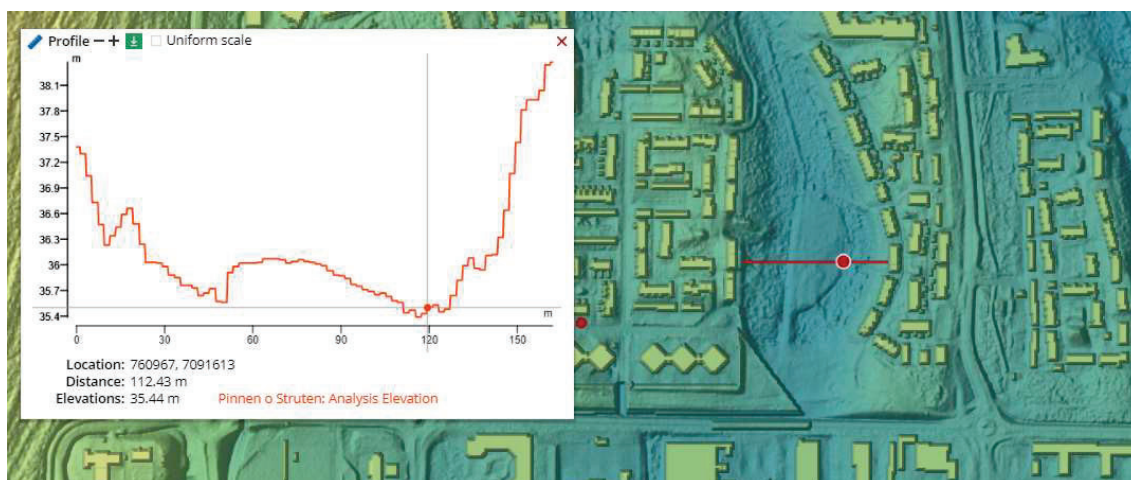 Profile − + Uniform scale ×
m
38.1
37.8
37.5
37.2
36.9
36.6
36.3
36
35.7
35.4
m
0 30 60 90 120 150
Location: 760967, 7091613
Distance: 112.43 m
Elevations: 35.44 m Pinnen o Struten: Analysis Elevation